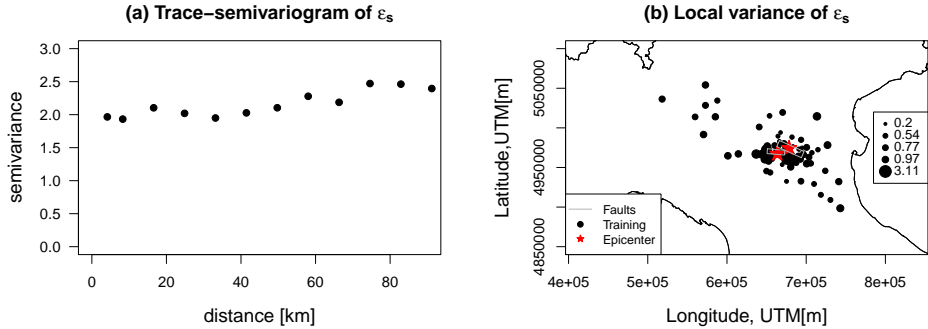 (a) Trace−semivariogram of εs
semivariance
3.0
2.5
2.0
1.5
1.0
0.5
0.0
0 20 40 60 80
distance [km]
(b) Local variance of εs
Latitude,UTM[m]
5050000
4950000
4850000
0.2
0.54
0.77
0.97
3.11
Faults
Training
Epicenter
4e+05 5e+05 6e+05 7e+05 8e+05
Longitude, UTM[m]